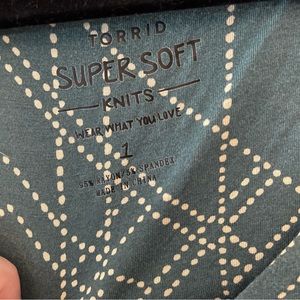 TORRID
SUPER SOFT
KNITS
WEAR WHAT YOU LOVE
1
95% RAYON/5% SPANDEX
MADE IN CHINA